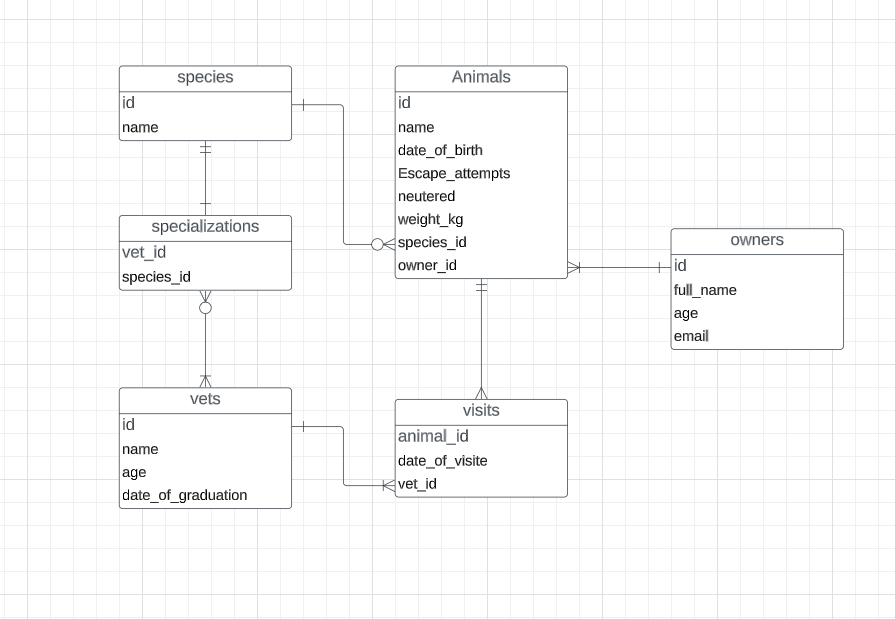 species
id
name
Animals
id
name
date_of_birth
Escape_attempts
neutered
weight_kg
species_id
owner_id
specializations
vet_id
species_id
owners
id
full_name
age
email
vets
id
name
age
date_of_graduation
visits
animal_id
date_of_visite
vet_id